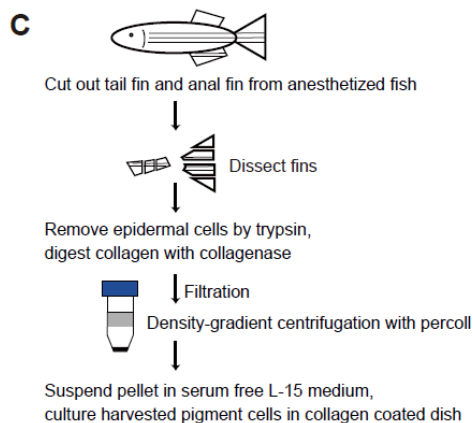 C
Cut out tail fin and anal fin from anesthetized fish
Dissect fins
Remove epidermal cells by trypsin,
digest collagen with collagenase
Filtration
Density-gradient centrifugation with percoll
Suspend pellet in serum free L-15 medium,
culture harvested pigment cells in collagen coated dish